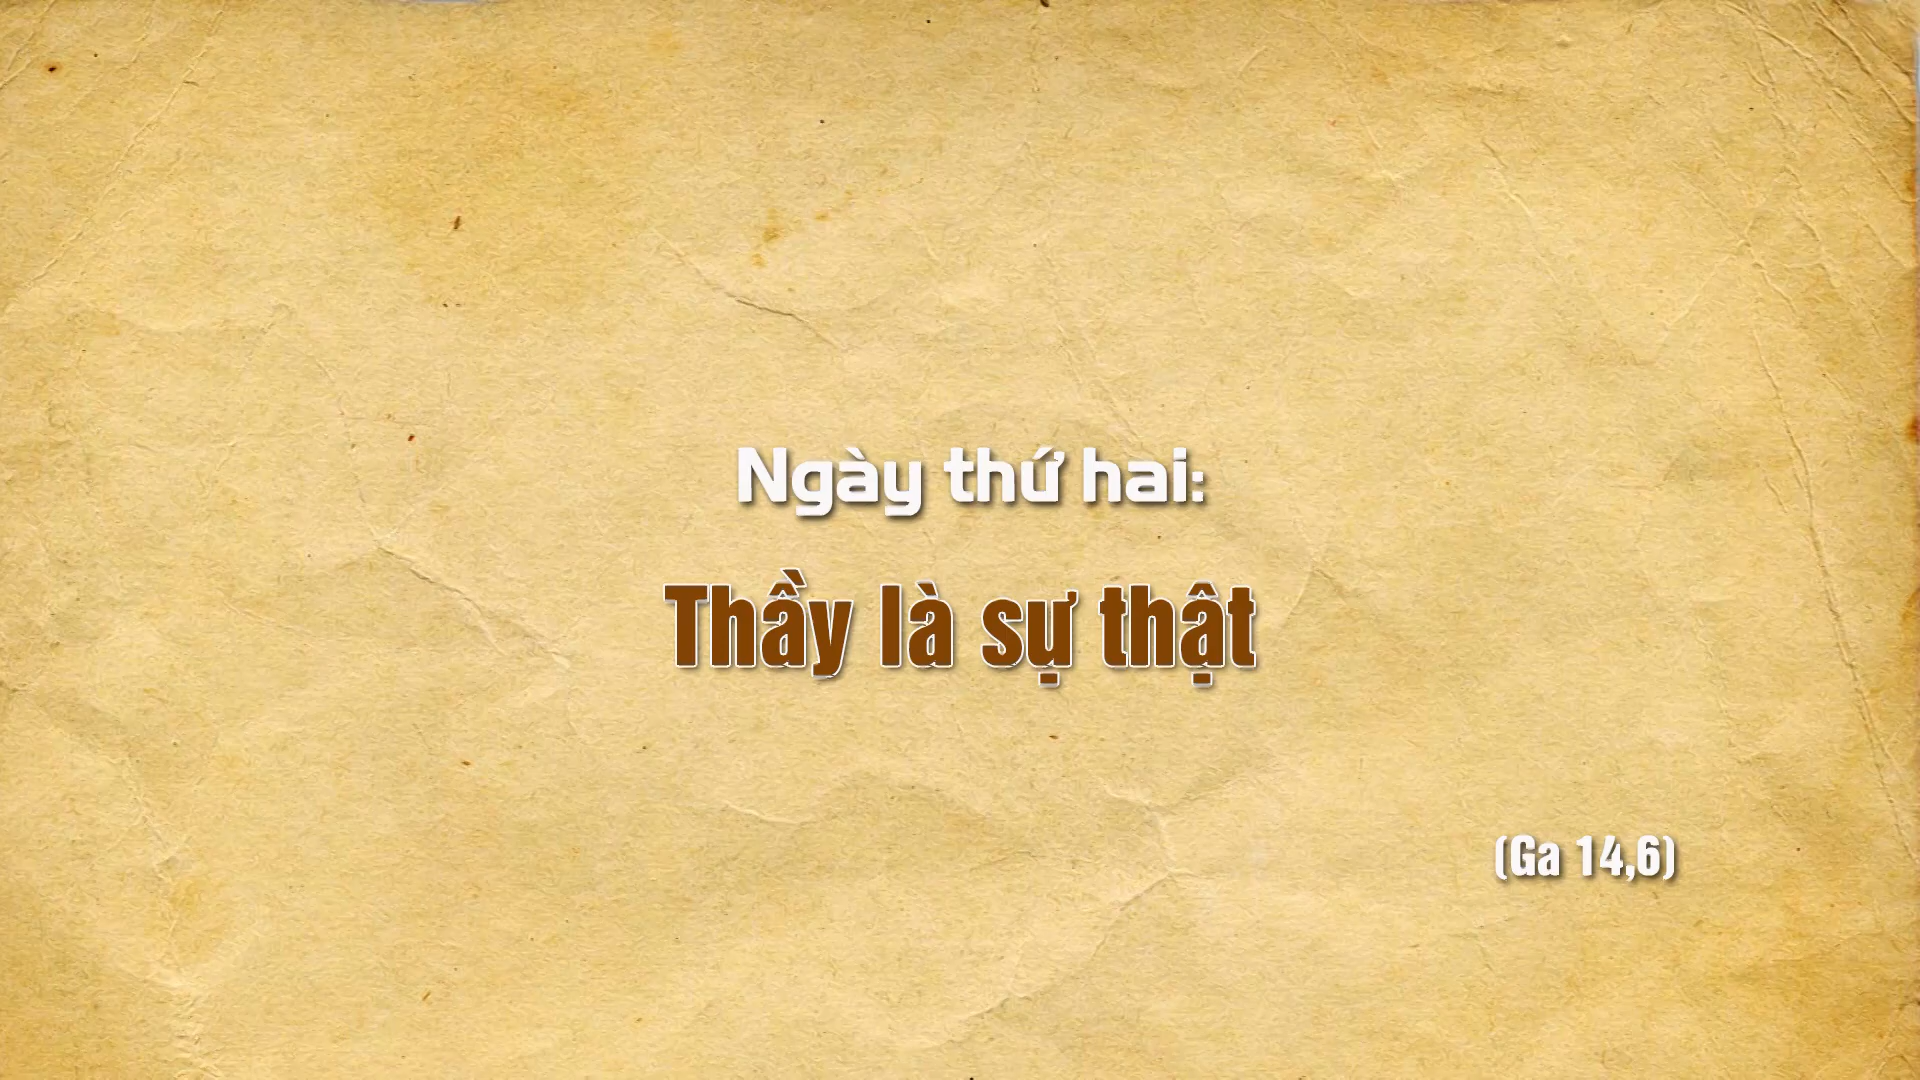 Ngày thứ hai:
Thầy là sự thật
(Ga 14,6)